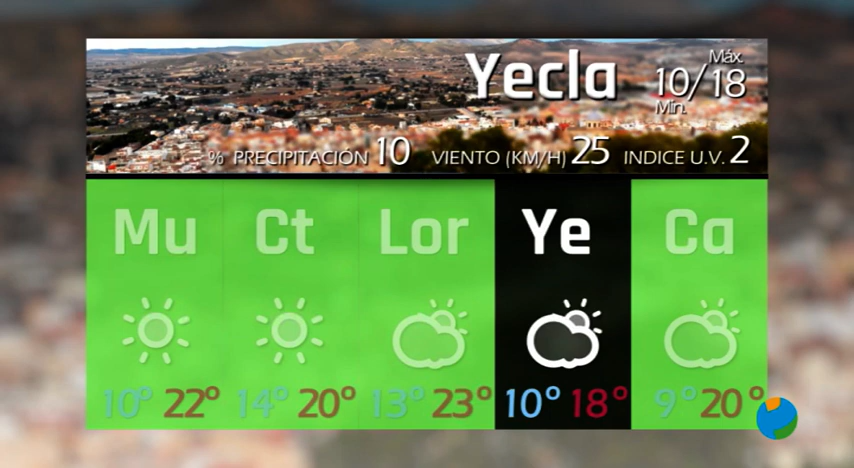 Yecla
Máx.
10/18
Mín.
% PRECIPITACIÓN 10 VIENTO (KM/H) 25 INDICE U.V. 2
Mu Ct Lor Ye Ca
10° 22° 14° 20° 13° 23° 10° 18° 9° 20°